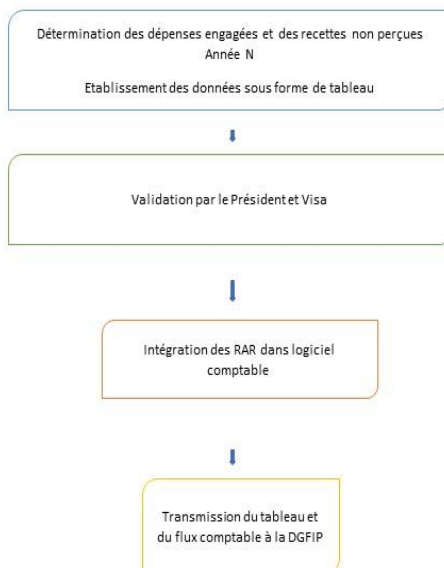 Détermination des dépenses engagées et des recettes non perçues
Année N
Etablissement des données sous forme de tableau
Validation par le Président et Visa
Intégration des RAR dans logiciel
comptable
Transmission du tableau et
du flux comptable à la DGFIP